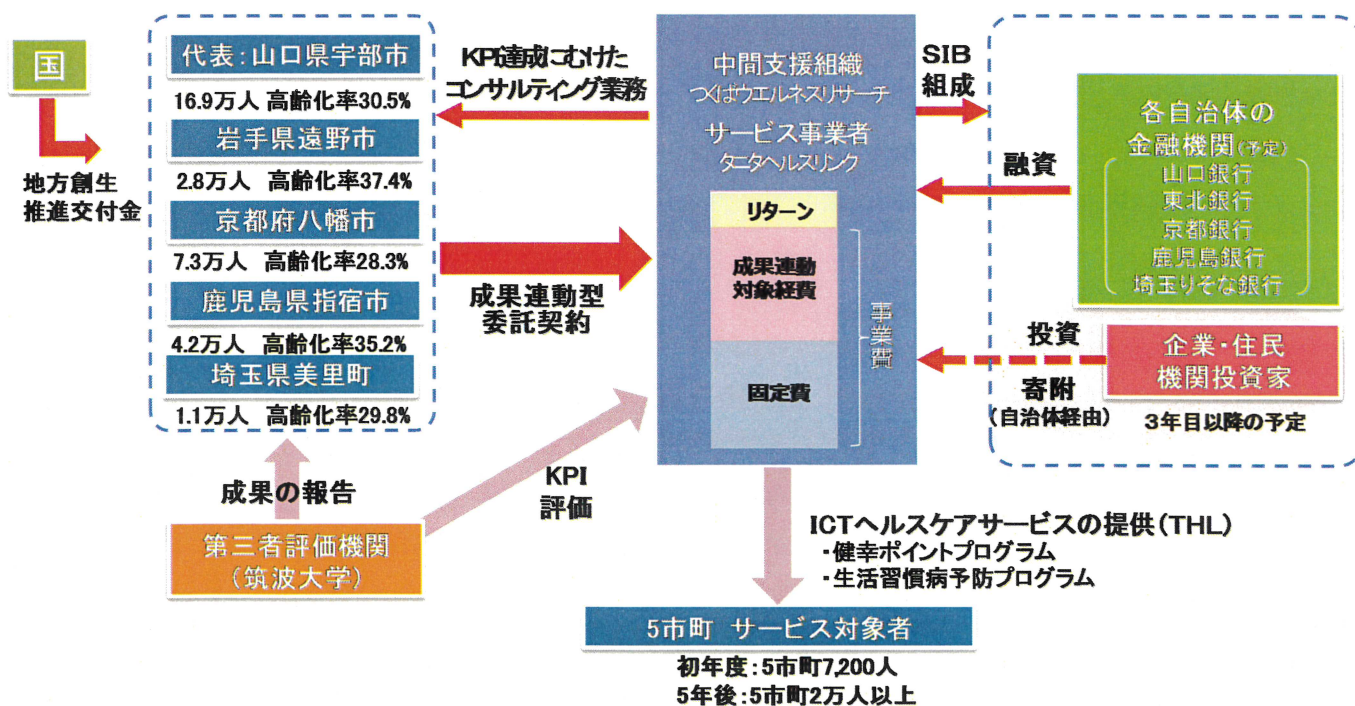 国
地方創生
推進交付金
代表：山口県宇部市
16.9万人 高齢化率30.5%
岩手県遠野市
2.8万人 高齢化率37.4%
京都府八幡市
7.3万人 高齢化率28.3%
鹿児島県指宿市
4.2万人 高齢化率35.2%
埼玉県美里町
1.1万人 高齢化率29.8%
成果の報告
第三者評価機関
（筑波大学）
KPI達成にむけた
コンサルティング業務
成果連動型
委託契約
KPI
評価
中間支援組織
つくばウエルネスリサーチ
サービス事業者
タニタヘルスリンク
リターン
成果連動
対象経費
固定費
事業費
SIB
組成
融資
投資
寄附
（自治体経由）
各自治体の
金融機関（予定）
山口銀行
東北銀行
京都銀行
鹿児島銀行
埼玉りそな銀行
企業・住民
機関投資家
3年目以降の予定
ICTヘルスケアサービスの提供（THL）
・健幸ポイントプログラム
・生活習慣病予防プログラム
5市町 サービス対象者
初年度：5市町7,200人
5年後：5市町2万人以上